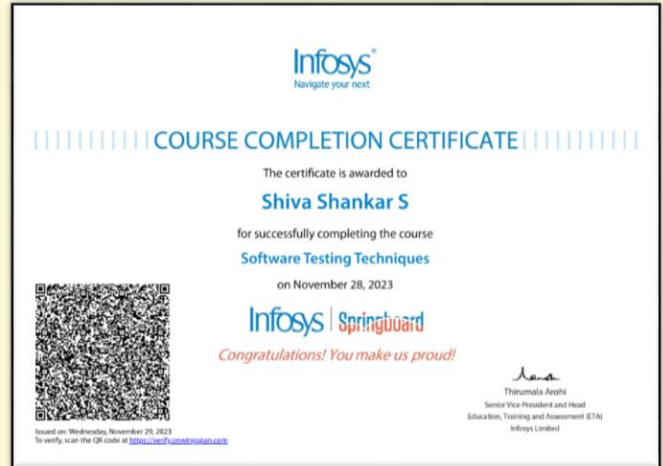 Infosys®
Navigate your next
COURSE COMPLETION CERTIFICATE
The certificate is awarded to
Shiva Shankar S
for successfully completing the course
Software Testing Techniques
on November 28, 2023
Infosys | Springboard
Congratulations! You make us proud!
Thirumala Arohi
Senior Vice President and Head
Education, Training and Assessment (ETA)
Infosys Limited
Issued on: Wednesday, November 29, 2023
To verify, scan the QR code at https://verify.onwingspan.com